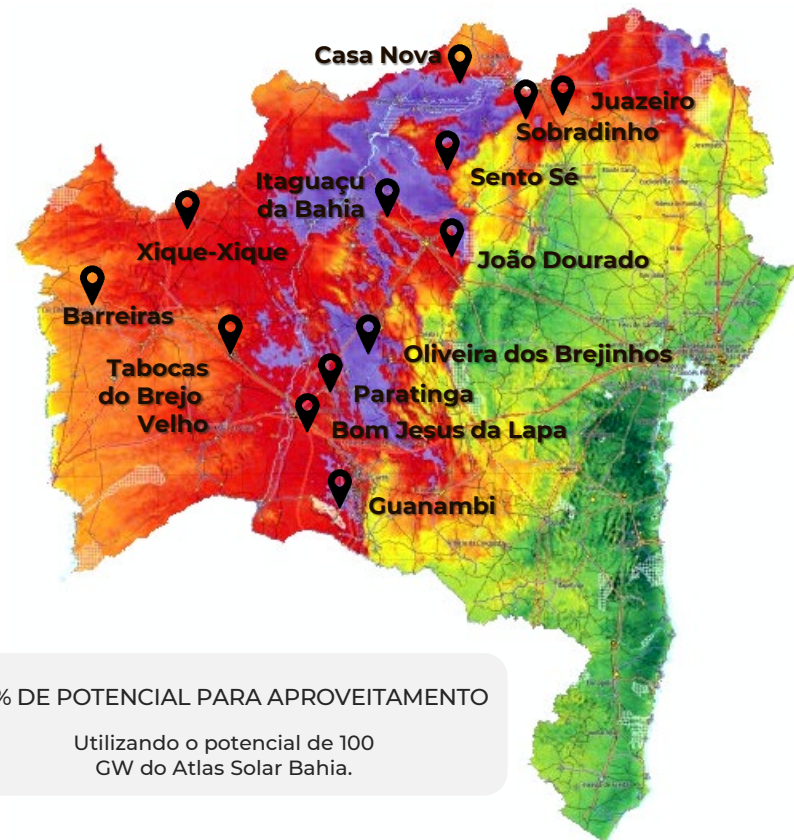 Casa Nova
Juazeiro
Sobradinho
Sento Sé
Itaguaçu
da Bahia
Xique-Xique
João Dourado
Barreiras
Oliveira dos Brejinhos
Tabocas
do Brejo
Velho
Paratinga
Bom Jesus da Lapa
Guanambi
% DE POTENCIAL PARA APROVEITAMENTO
Utilizando o potencial de 100
GW do Atlas Solar Bahia.